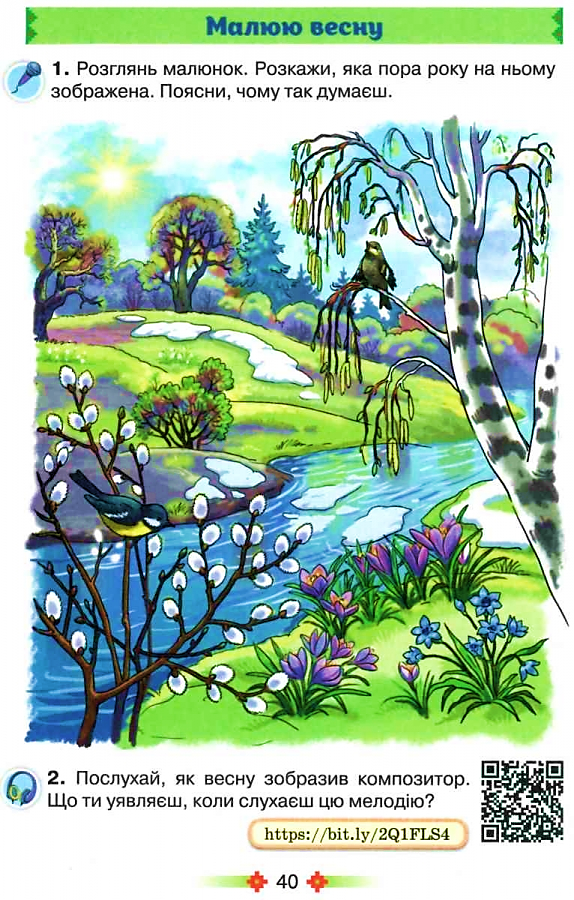 Малюю весну
1. Розглянь малюнок. Розкажи, яка пора року на ньому
зображена. Поясни, чому так думаєш.
2. Послухай, як весну зобразив композитор.
Що ти уявляєш, коли слухаєш цю мелодію?
https://bit.ly/2Q1FLS4
40